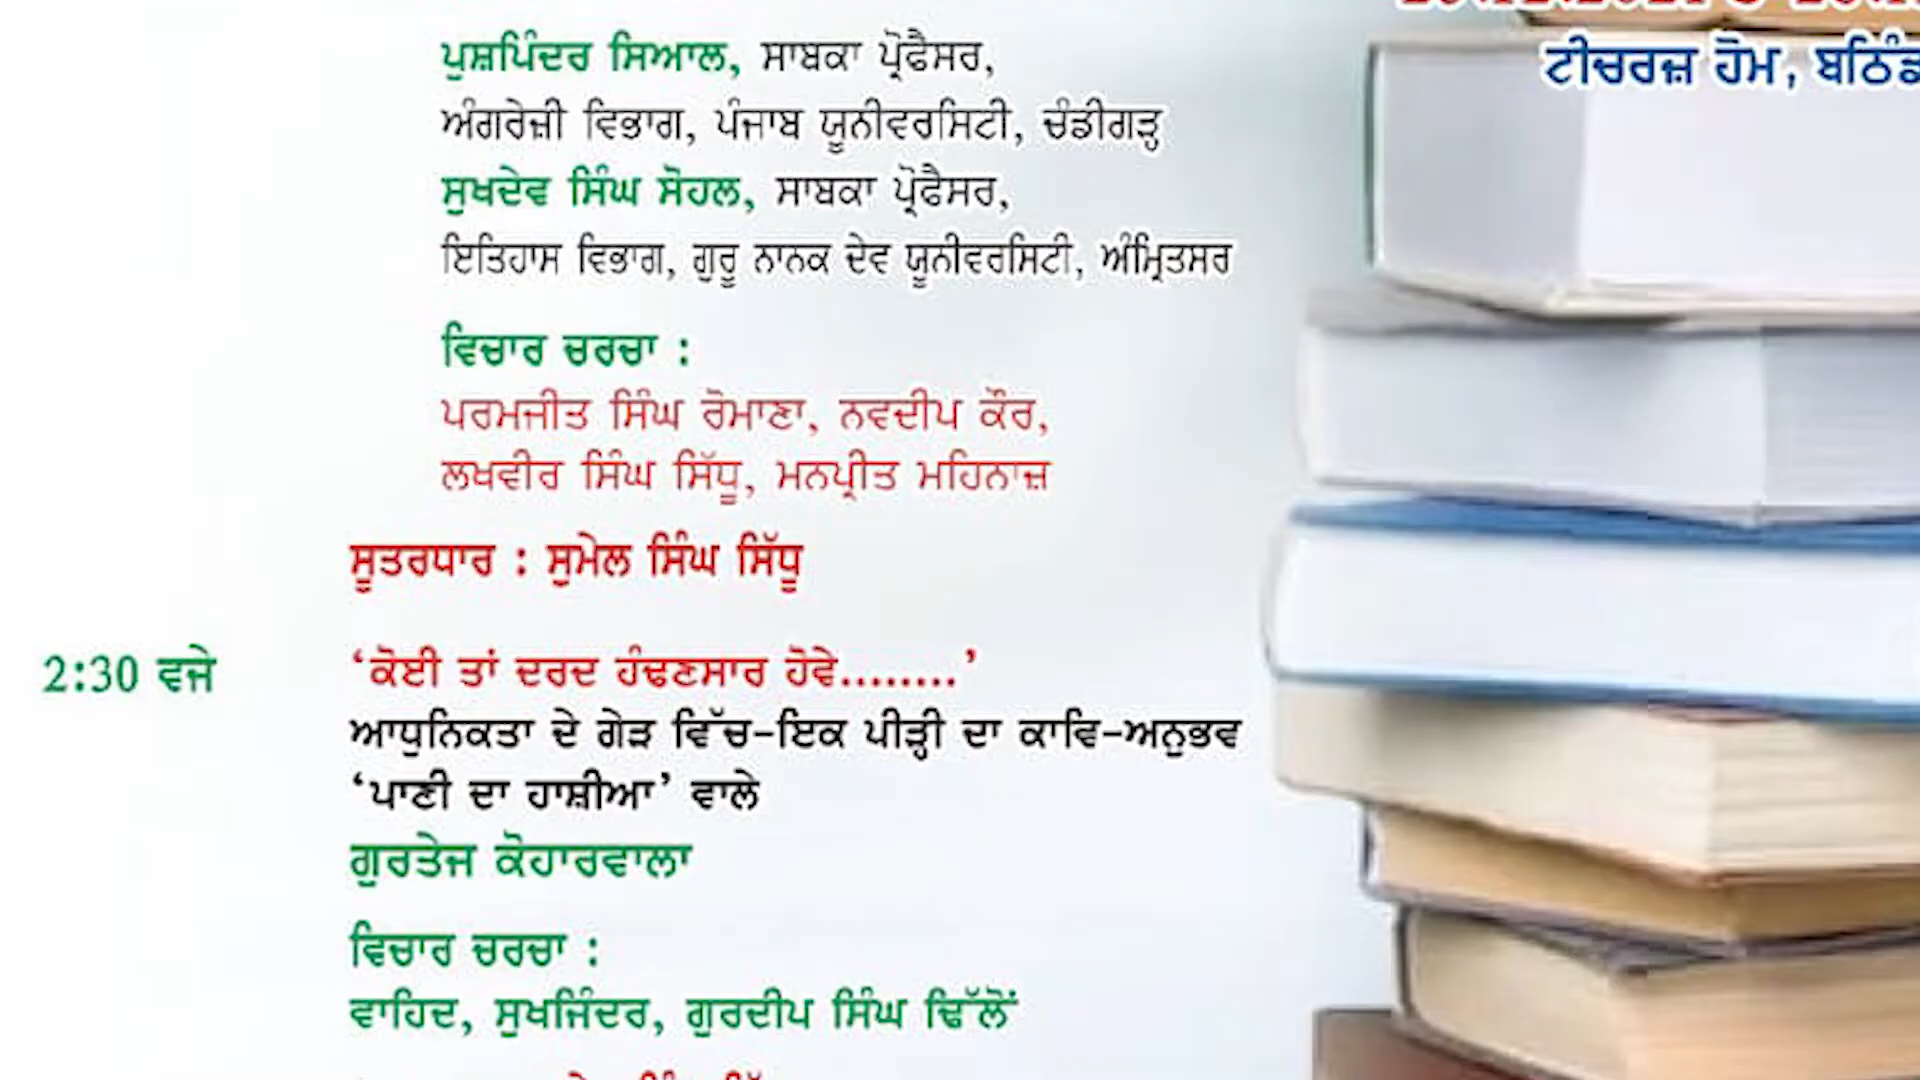 ਪੁਸ਼ਪਿੰਦਰ ਸਿਆਲ, ਸਾਬਕਾ ਪ੍ਰੋਫੈਸਰ,
ਅੰਗਰੇਜ਼ੀ ਵਿਭਾਗ, ਪੰਜਾਬ ਯੂਨੀਵਰਸਿਟੀ, ਚੰਡੀਗੜ੍ਹ
ਸੁਖਦੇਵ ਸਿੰਘ ਸੋਹਲ, ਸਾਬਕਾ ਪ੍ਰੋਫੈਸਰ,
ਇਤਿਹਾਸ ਵਿਭਾਗ, ਗੁਰੂ ਨਾਨਕ ਦੇਵ ਯੂਨੀਵਰਸਿਟੀ, ਅੰਮ੍ਰਿਤਸਰ
ਟੀਚਰਜ਼ ਹੋਮ,
ਵਿਚਾਰ ਚਰਚਾ :
ਪਰਮਜੀਤ ਸਿੰਘ ਰੋਮਾਣਾ, ਨਵਦੀਪ ਕੌਰ,
ਲਖਵੀਰ ਸਿੰਘ ਸਿੱਧੂ, ਮਨਪ੍ਰੀਤ ਮਹਿਨਾਜ਼
ਸੂਤਰਧਾਰ : ਸੁਮੇਲ ਸਿੰਘ ਸਿੱਧੂ
2:30 ਵਜੇ
‘ਕੋਈ ਤਾਂ ਦਰਦ ਹੰਢਣਸਾਰ ਹੋਵੇ........’
ਆਧੁਨਿਕਤਾ ਦੇ ਗੇੜ ਵਿੱਚ-ਇਕ ਪੀੜ੍ਹੀ ਦਾ ਕਾਵਿ-ਅਨੁਭਵ
‘ਪਾਣੀ ਦਾ ਹਾਸ਼ੀਆ’ ਵਾਲੇ
ਗੁਰਤੇਜ ਕੋਹਾਰਵਾਲਾ
ਵਿਚਾਰ ਚਰਚਾ :
ਵਾਹਿਦ, ਸੁਖਜਿੰਦਰ, ਗੁਰਦੀਪ ਸਿੰਘ ਢਿੱਲੋਂ